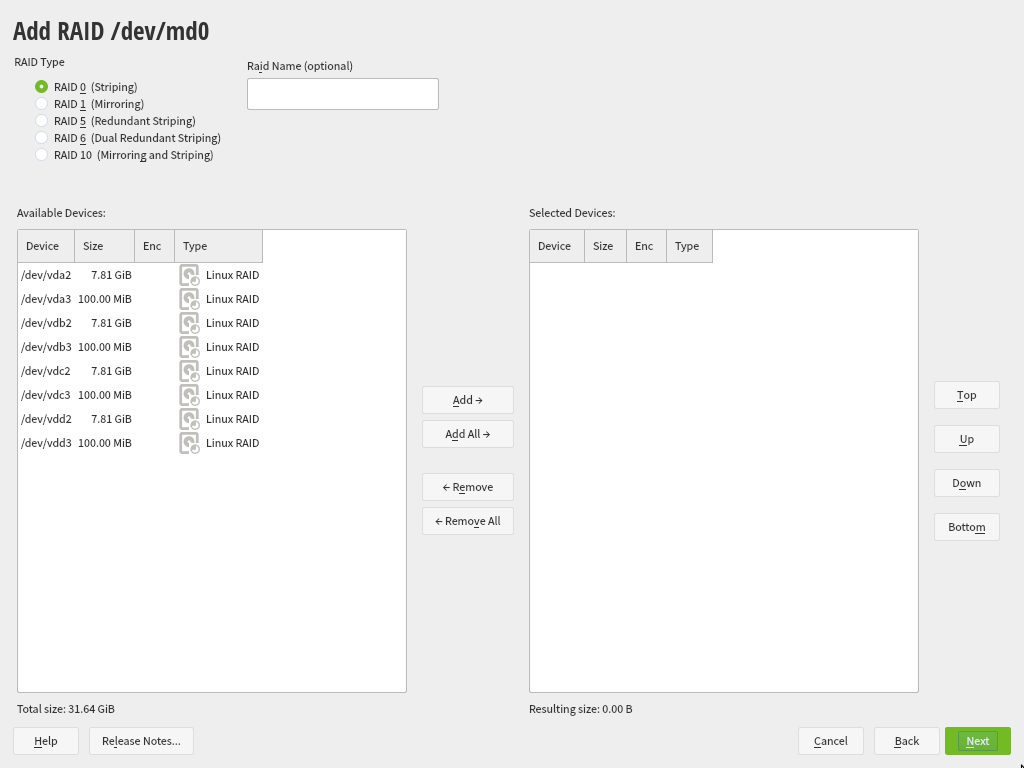 Add RAID /dev/md0
RAID Type
Raid Name (optional)
RAID 0 (Striping)
RAID 1 (Mirroring)
RAID 5 (Redundant Striping)
RAID 6 (Dual Redundant Striping)
RAID 10 (Mirroring and Striping)
Available Devices:
Device Size Enc Type
/dev/vda2 7.81 GiB Linux RAID
/dev/vda3 100.00 MiB Linux RAID
/dev/vdb2 7.81 GiB Linux RAID
/dev/vdb3 100.00 MiB Linux RAID
/dev/vdc2 7.81 GiB Linux RAID
/dev/vdc3 100.00 MiB Linux RAID
/dev/vdd2 7.81 GiB Linux RAID
/dev/vdd3 100.00 MiB Linux RAID
Total size: 31.64 GiB
Add →
Add All →
← Remove
← Remove All
Selected Devices:
Device Size Enc Type
Resulting size: 0.00 B
Top
Up
Down
Bottom
Help
Release Notes...
Cancel
Back
Next